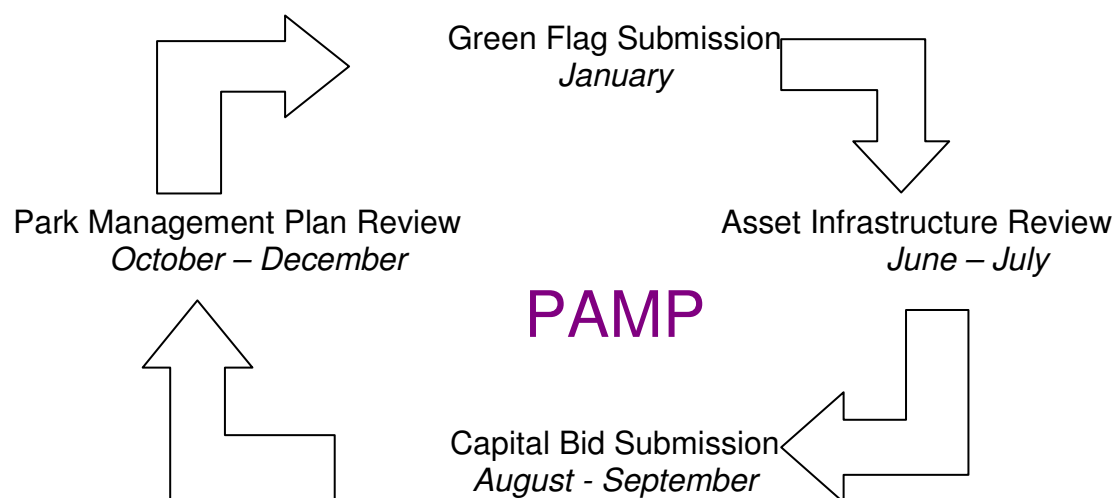 Green Flag Submission
January
Park Management Plan Review
October – December
Asset Infrastructure Review
June – July
PAMP
Capital Bid Submission
August - September